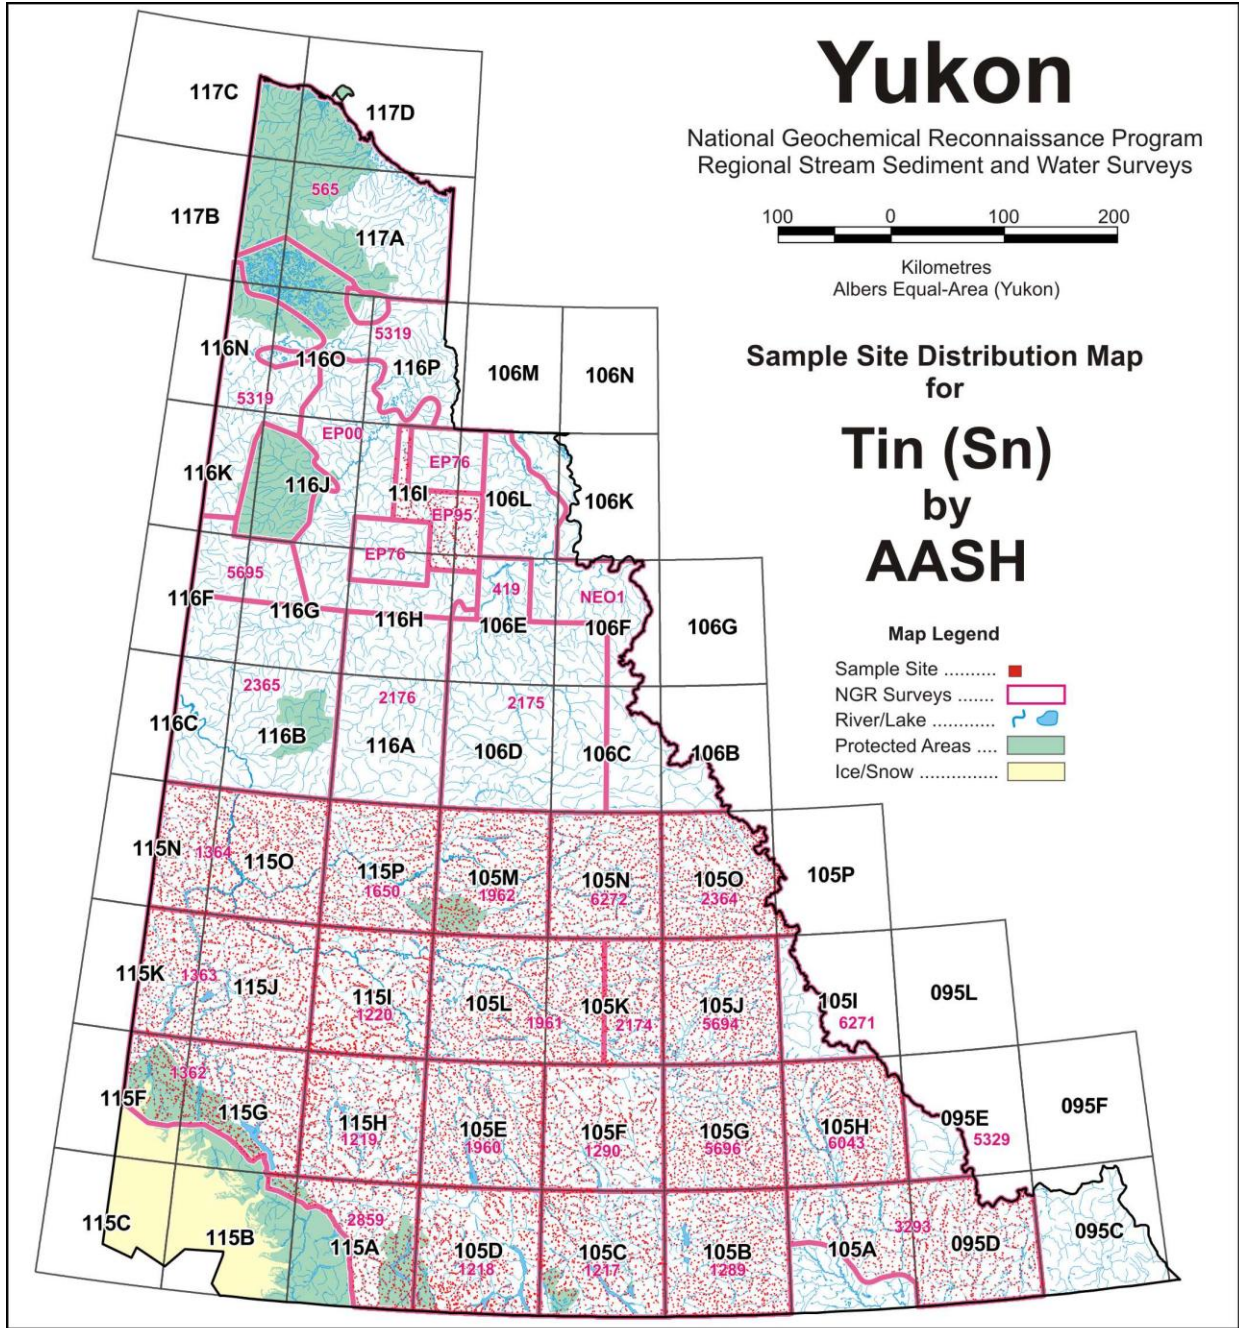 Yukon
National Geochemical Reconnaissance Program
Regional Stream Sediment and Water Surveys
100 0 100 200
Kilometres
Albers Equal-Area (Yukon)
Sample Site Distribution Map
for
Tin (Sn)
by
AASH
Map Legend
Sample Site ..........
NGR Surveys .......
River/Lake ............
Protected Areas ....
Ice/Snow ...............
117C
117D
565
117B
117A
5319
116N
116O
116P
106M
106N
5319
EP00
EP76
116K
116J
116I
106L
106K
EP95
EP76
5695
419
NEO1
116F
116G
116H
106E
106F
106G
2365
2176
2175
116C
116B
116A
106D
106C
106B
115N
1364
115O
115P
1650
105M
1962
105N
6272
105O
2364
105P
115K
1363
115J
115I
1220
105L
1961
105K
2174
105J
5694
105I
6271
095L
1362
115F
115G
115H
1219
105E
1960
105F
1290
105G
5696
105H
6043
095E
5329
095F
115C
115B
2859
115A
105D
1218
105C
1217
105B
1289
105A
3293
095D
095C